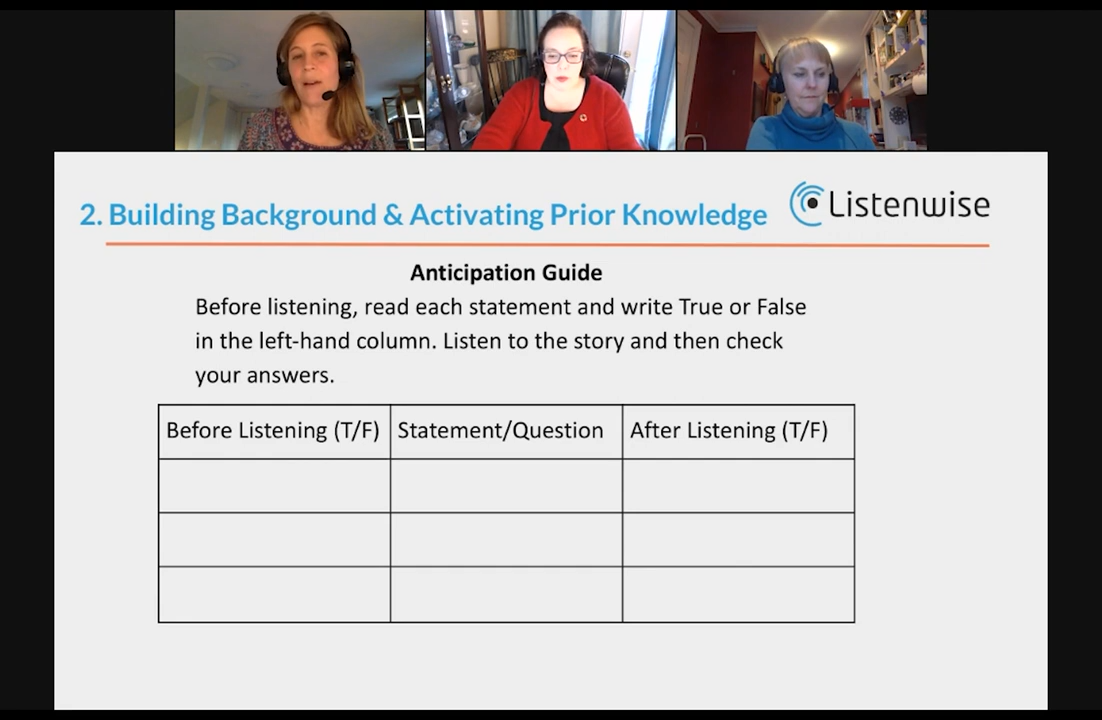 2. Building Background & Activating Prior Knowledge
Listenwise
Anticipation Guide
Before listening, read each statement and write True or False
in the left-hand column. Listen to the story and then check
your answers.
Before Listening (T/F) Statement/Question After Listening (T/F)